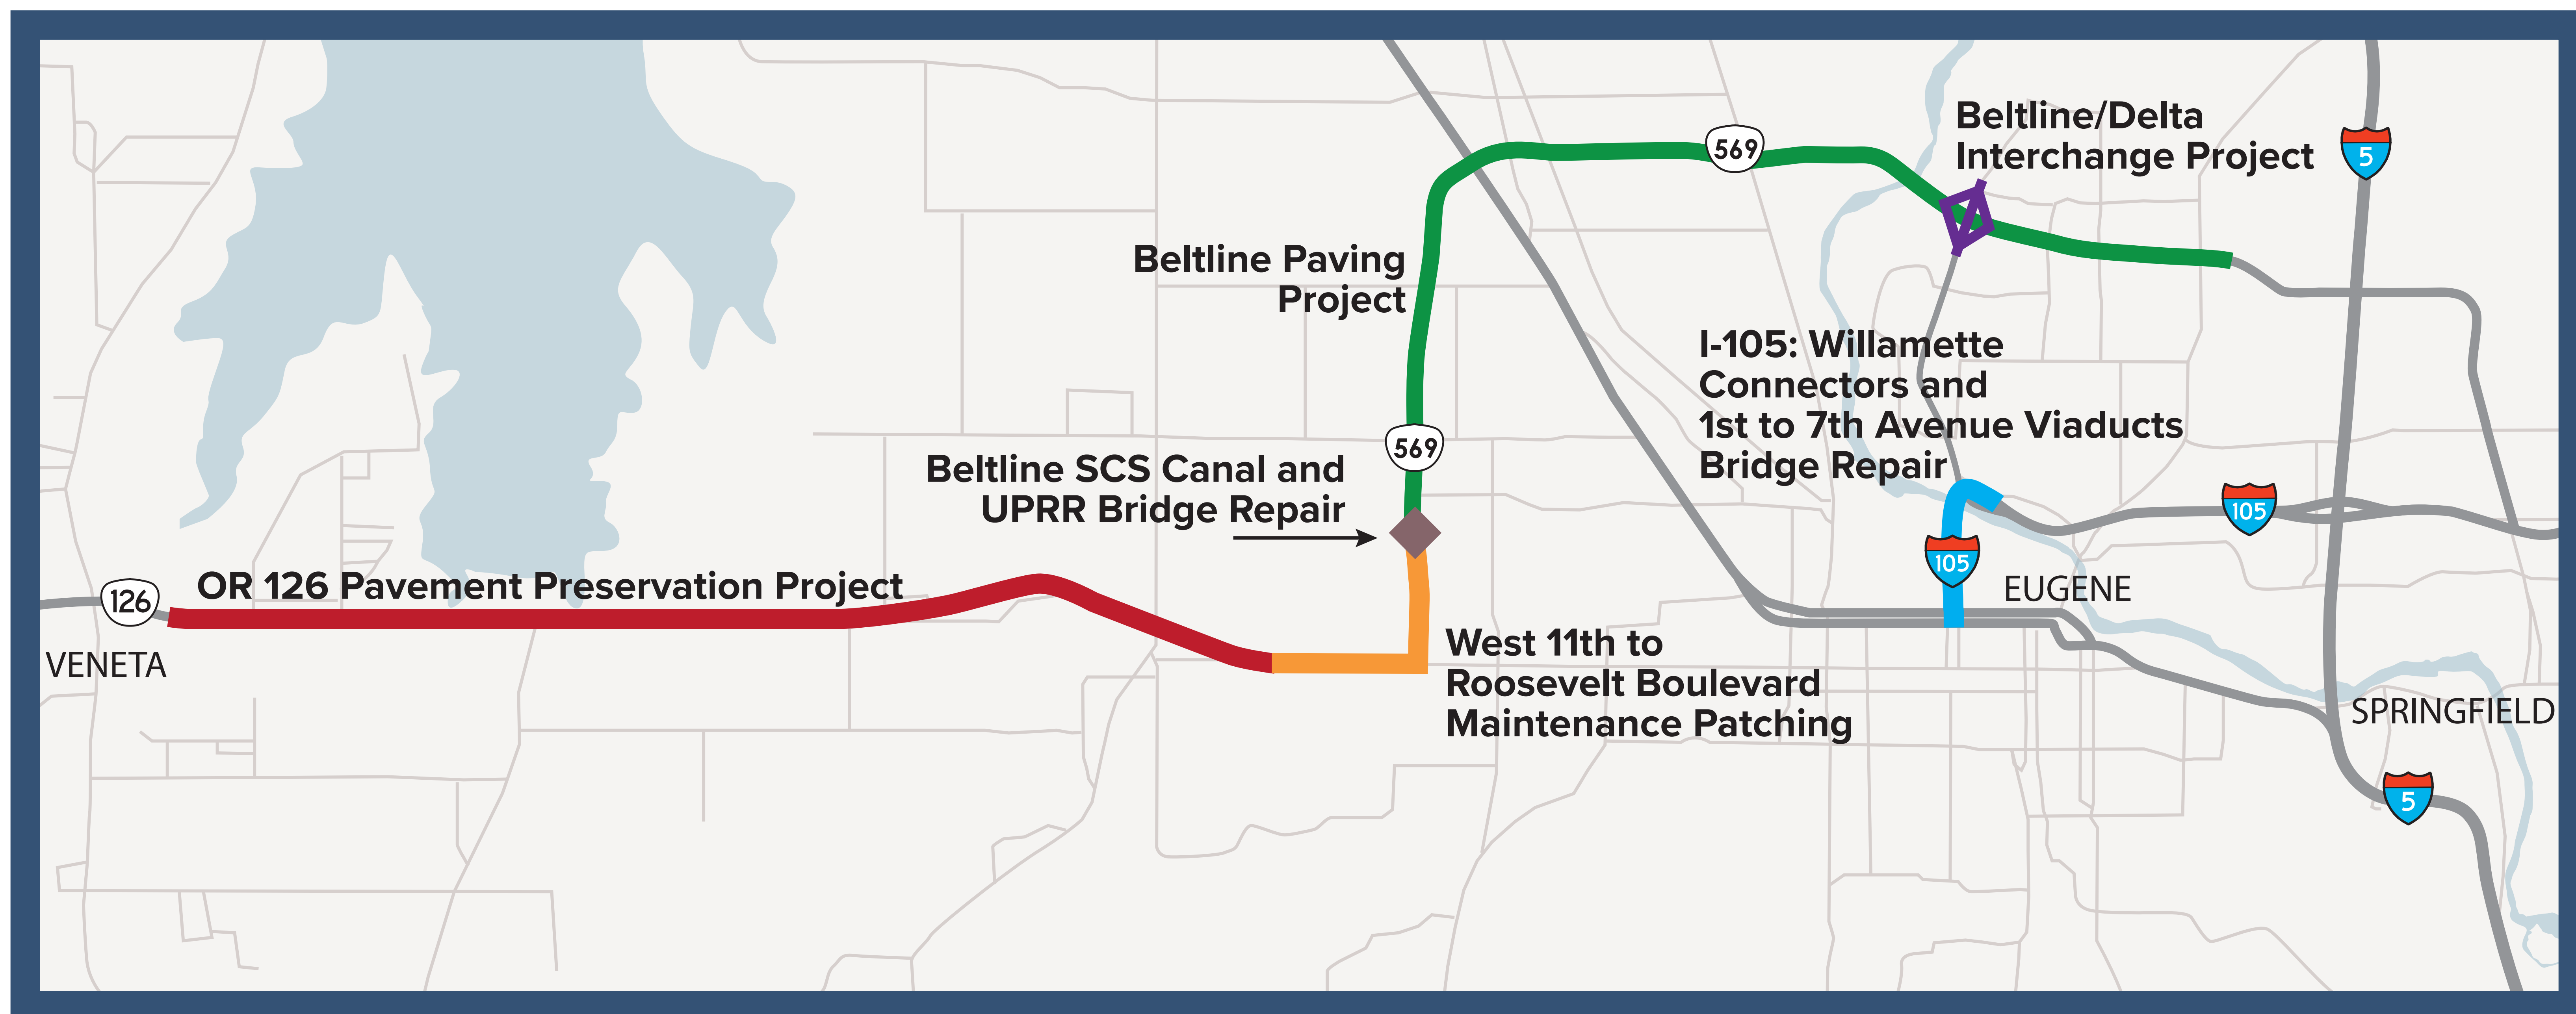 Beltline/Delta
Interchange Project
5
569
Beltline Paving
Project
I-105: Willamette
Connectors and
1st to 7th Avenue Viaducts
Bridge Repair
569
Beltline SCS Canal and
UPRR Bridge Repair
105
105
EUGENE
126
OR 126 Pavement Preservation Project
VENETA
West 11th to
Roosevelt Boulevard
Maintenance Patching
SPRINGFIELD
5